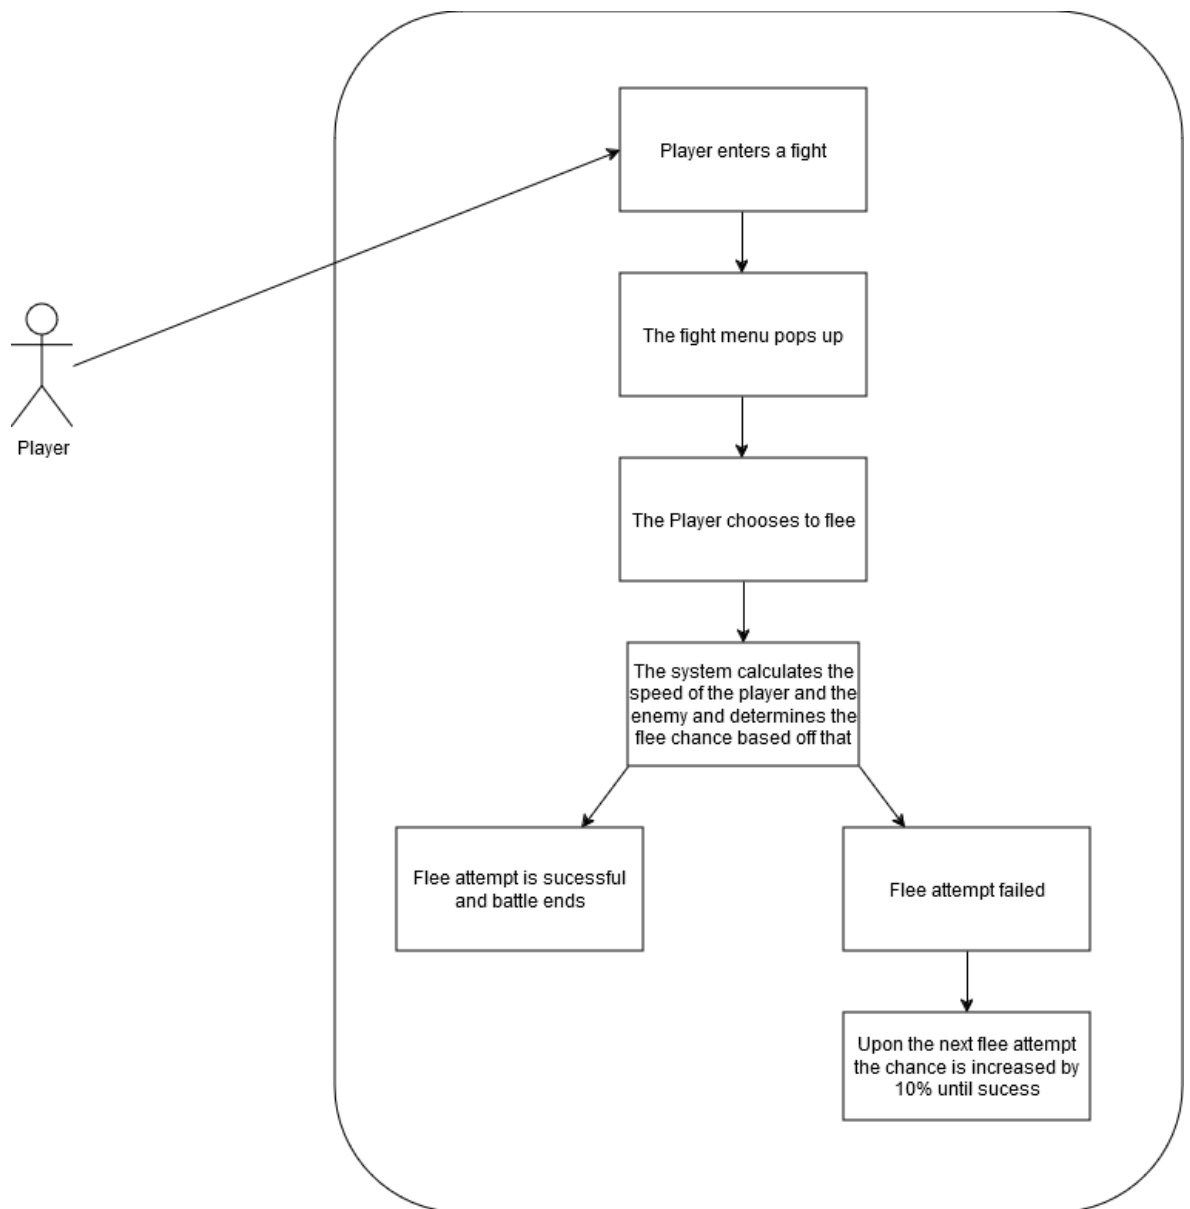 Player enters a fight
The fight menu pops up
Player
The Player chooses to flee
The system calculates the
speed of the player and the
enemy and determines the
flee chance based off that
Flee attempt is sucessful
and battle ends
Flee attempt failed
Upon the next flee attempt
the chance is increased by
10% until sucess